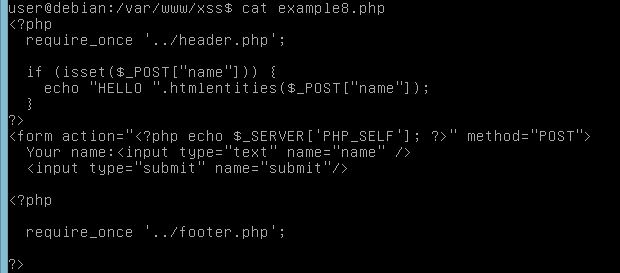 user@debian:/var/www/xss$ cat example8.php
<?php
  require_once '../header.php';
  if (isset($_POST["name"])) {
    echo "HELLO ".htmlentities($_POST["name"]);
  }
?>
<form action="<?php echo $_SERVER['PHP_SELF']; ?>" method="POST">
  Your name:<input type="text" name="name" />
  <input type="submit" name="submit"/>
<?php
  require_once '../footer.php';
?>